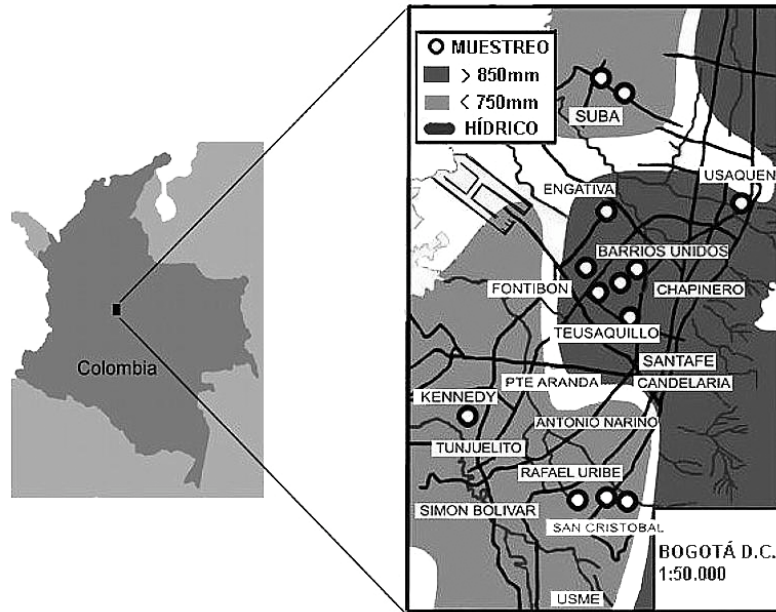 Colombia
MUESTREO
> 850mm
< 750mm
HÍDRICO
SUBA
USAQUEN
ENGATIVA
BARRIOS UNIDOS
FONTIBON
CHAPINERO
TEUSAQUILLO
SANTAFE
PTE ARANDA
CANDELARIA
KENNEDY
ANTONIO NARINO
TUNJUELITO
RAFAEL URIBE
SIMON BOLIVAR
SAN CRISTOBAL
BOGOTÁ D.C.
1:50.000
USME